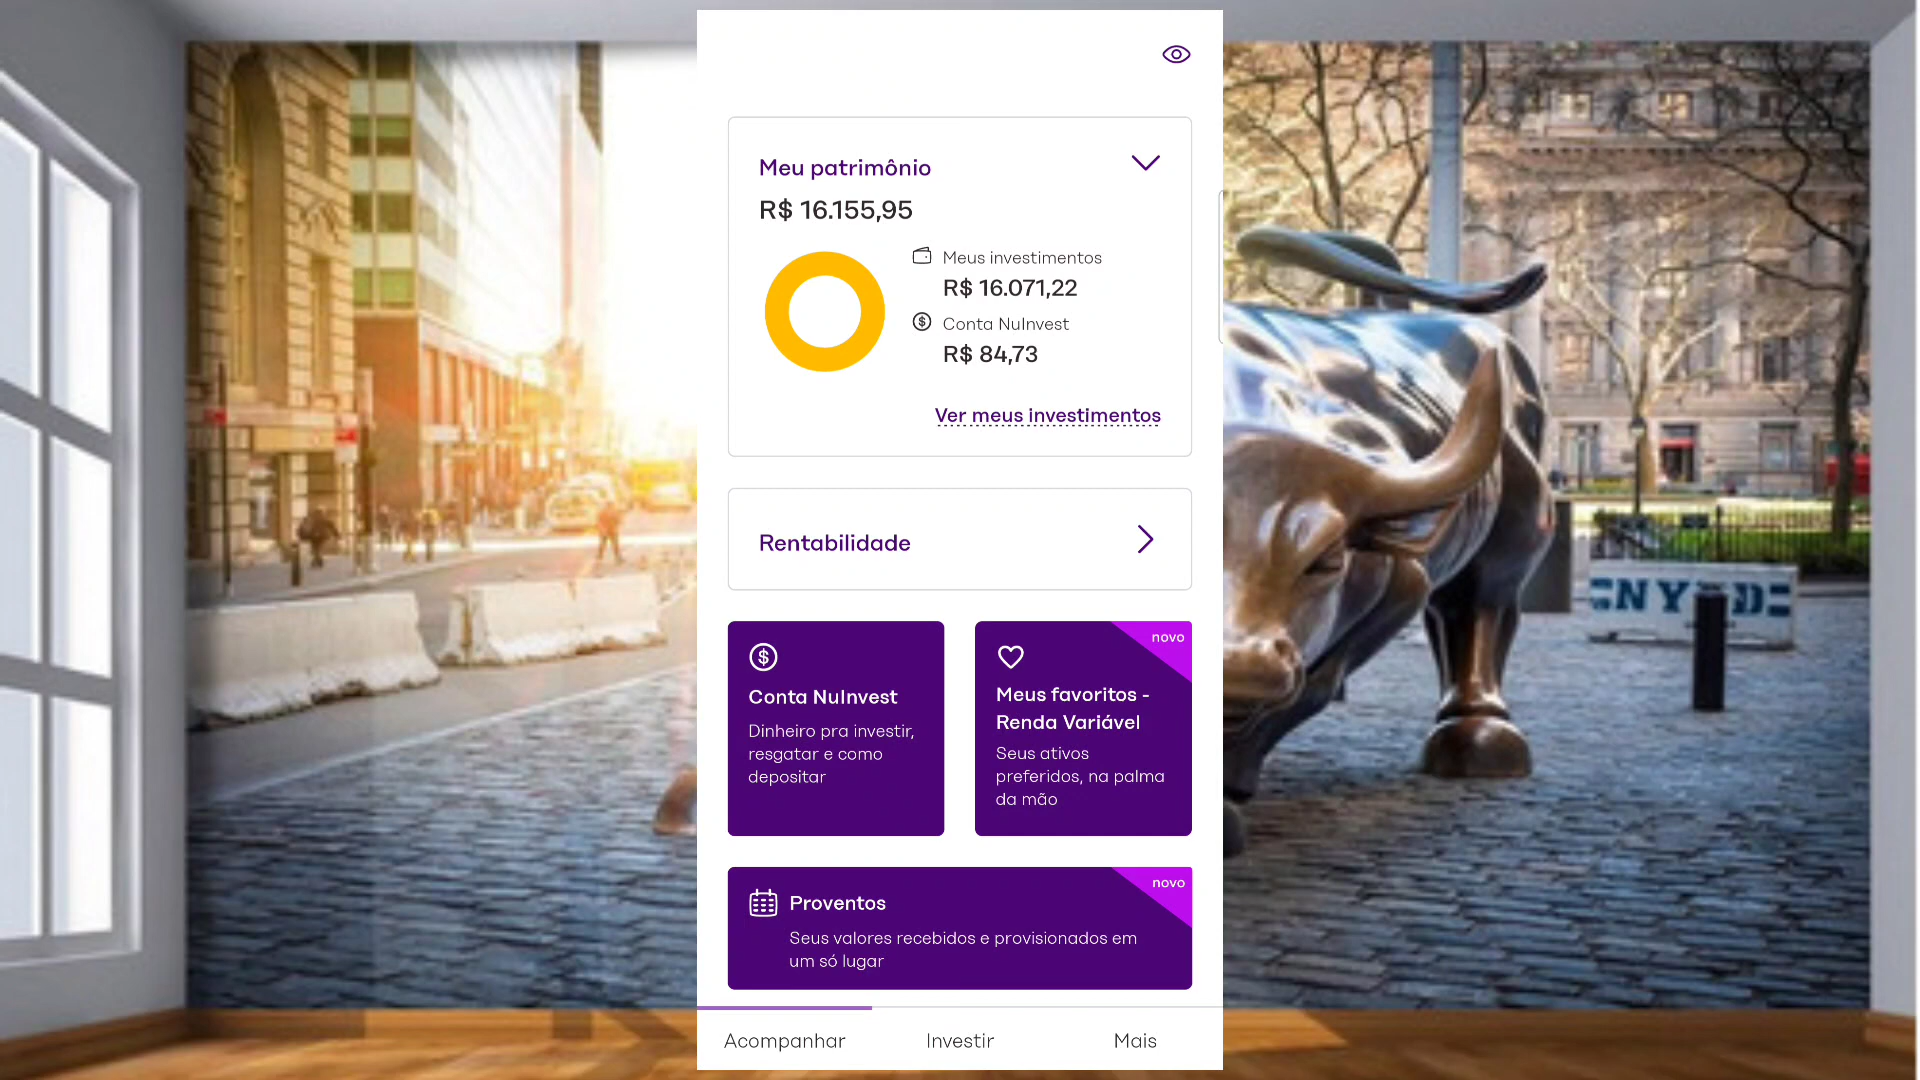 Meu patrimônio
R$ 16.155,95
Meus investimentos
R$ 16.071,22
Conta NuInvest
R$ 84,73
Ver meus investimentos
Rentabilidade
Conta NuInvest
Dinheiro pra investir,
resgatar e como
depositar
novo
Meus favoritos -
Renda Variável
Seus ativos
preferidos, na palma
da mão
novo
Proventos
Seus valores recebidos e provisionados em
um só lugar
Acompanhar
Investir
Mais